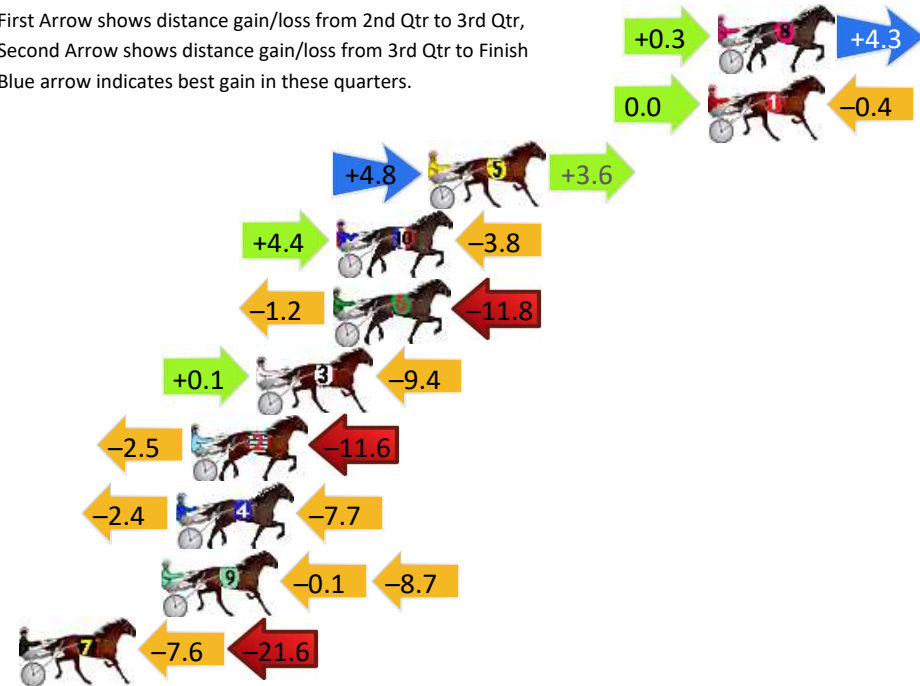 First Arrow shows distance gain/loss from 2nd Qtr to 3rd Qtr,
Second Arrow shows distance gain/loss from 3rd Qtr to Finish
Blue arrow indicates best gain in these quarters.
+0.3 8 +4.3
0.0 1 –0.4
+4.8 5 +3.6
+4.4 10 –3.8
–1.2 6 –11.8
+0.1 3 –9.4
–2.5 2 –11.6
–2.4 4 –7.7
9 –0.1 –8.7
7 –7.6 –21.6